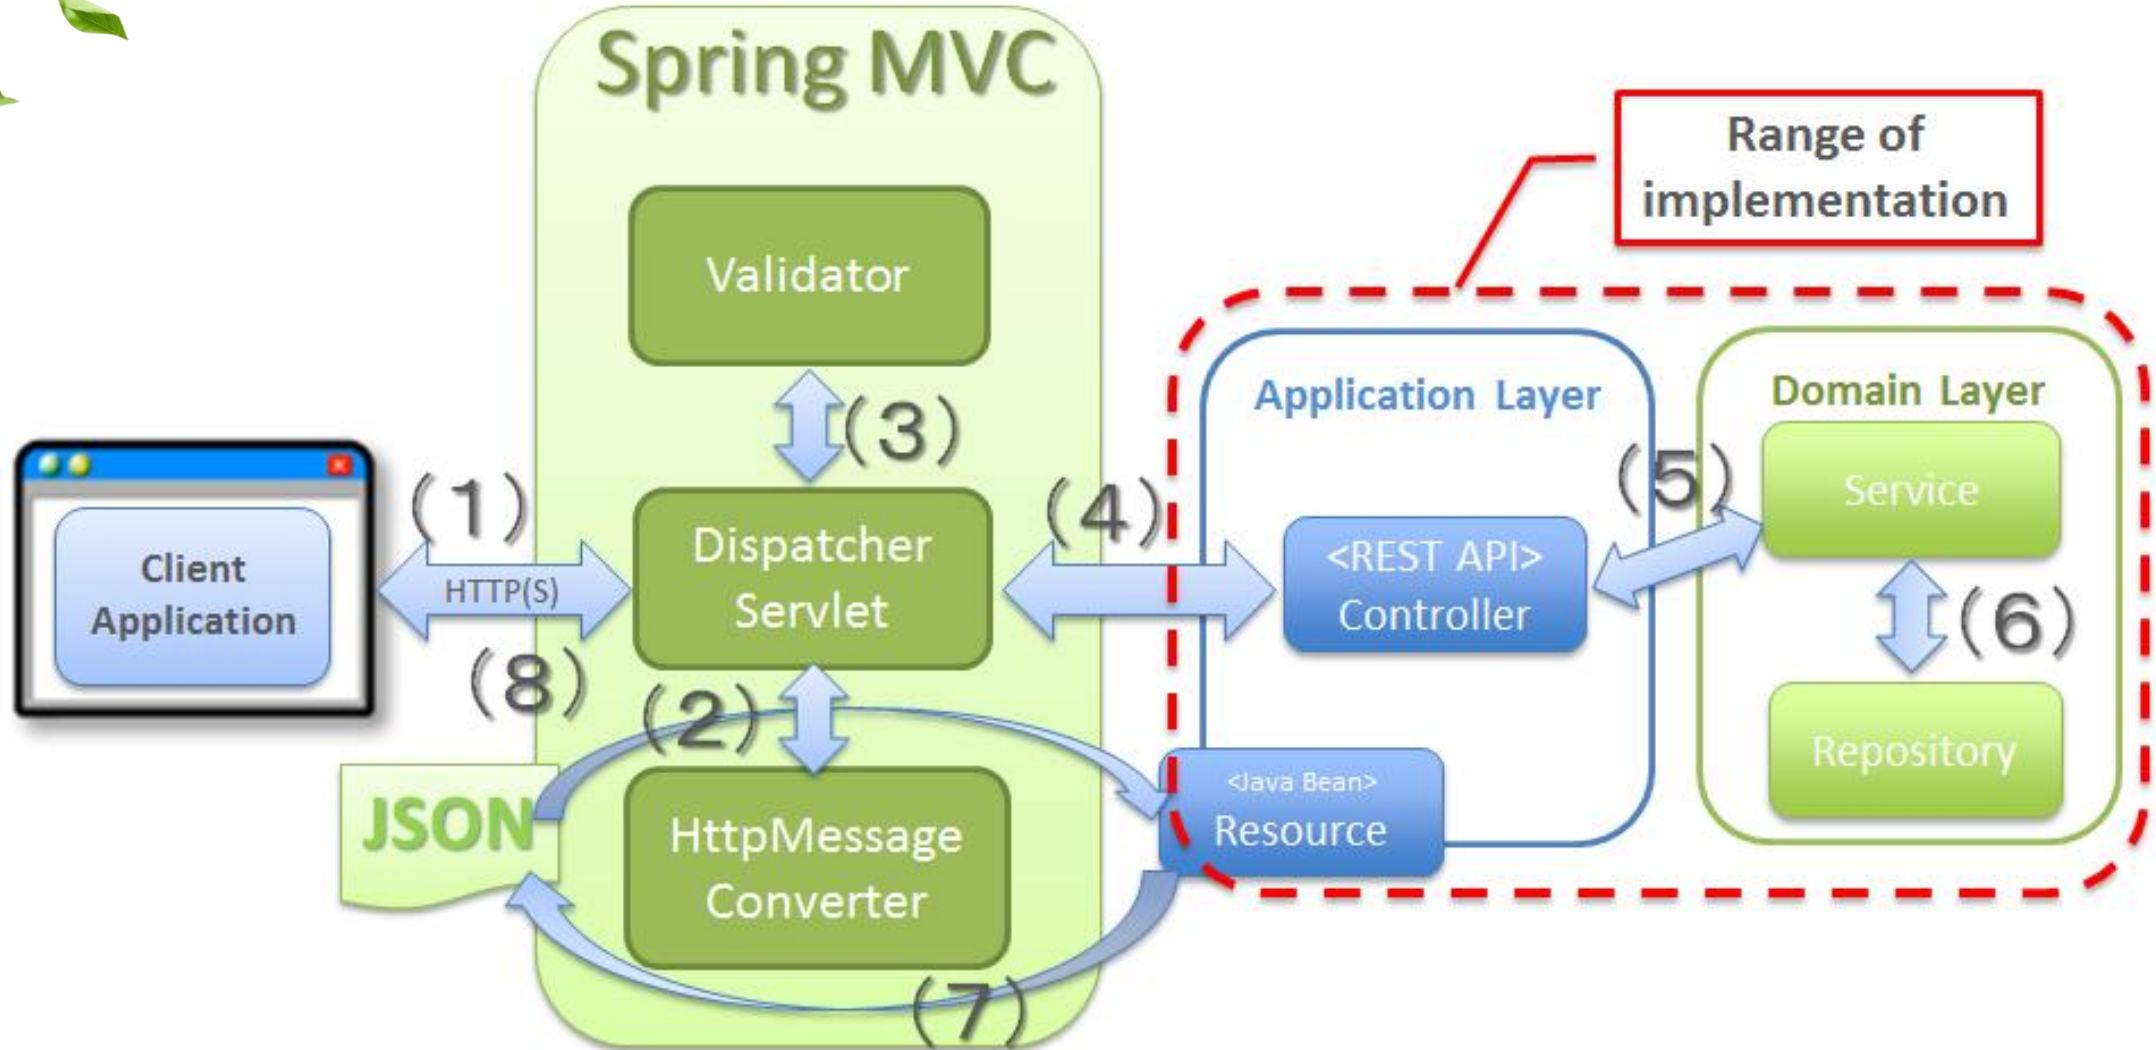 Spring MVC
Range of
implementation
Validator
Application Layer
Domain Layer
(3)
(1)
(4)
(5)
Service
Client
Application
HTTP(S)
Dispatcher
Servlet
<REST API>
Controller
(6)
(8)
(2)
JSON
HttpMessage
Converter
<Java Bean>
Resource
Repository
(7)